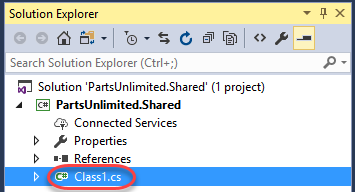 Solution Explorer
Search Solution Explorer (Ctrl+;)
Solution 'PartsUnlimited.Shared' (1 project)
C# PartsUnlimited.Shared
Connected Services
Properties
References
C# Class1.cs